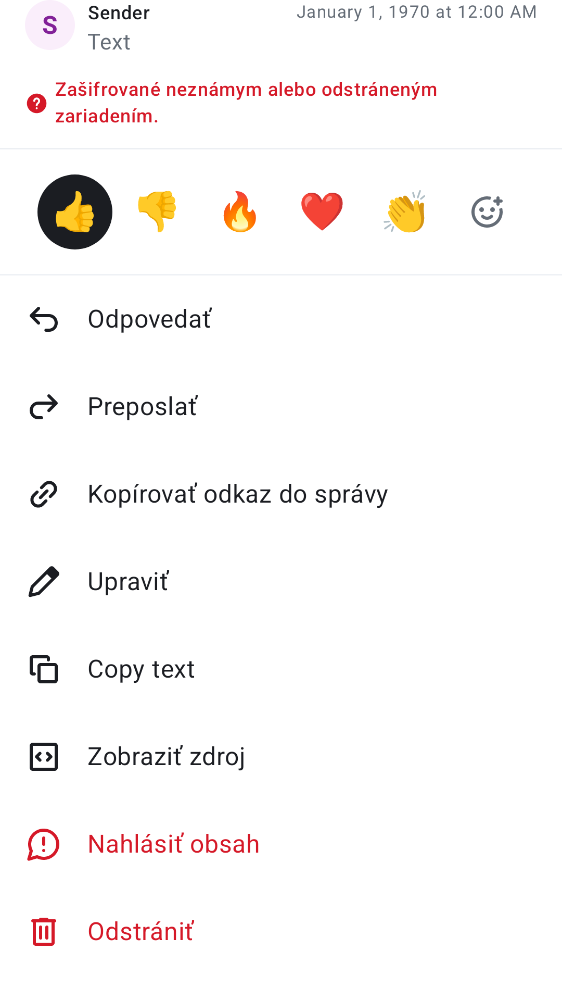 S
Sender
January 1, 1970 at 12:00 AM
Text
Zašifrované neznámym alebo odstráneným
zariadením.
Odpovedať
Preposlať
Kopírovať odkaz do správy
Upraviť
Copy text
Zobraziť zdroj
Nahlásiť obsah
Odstrániť